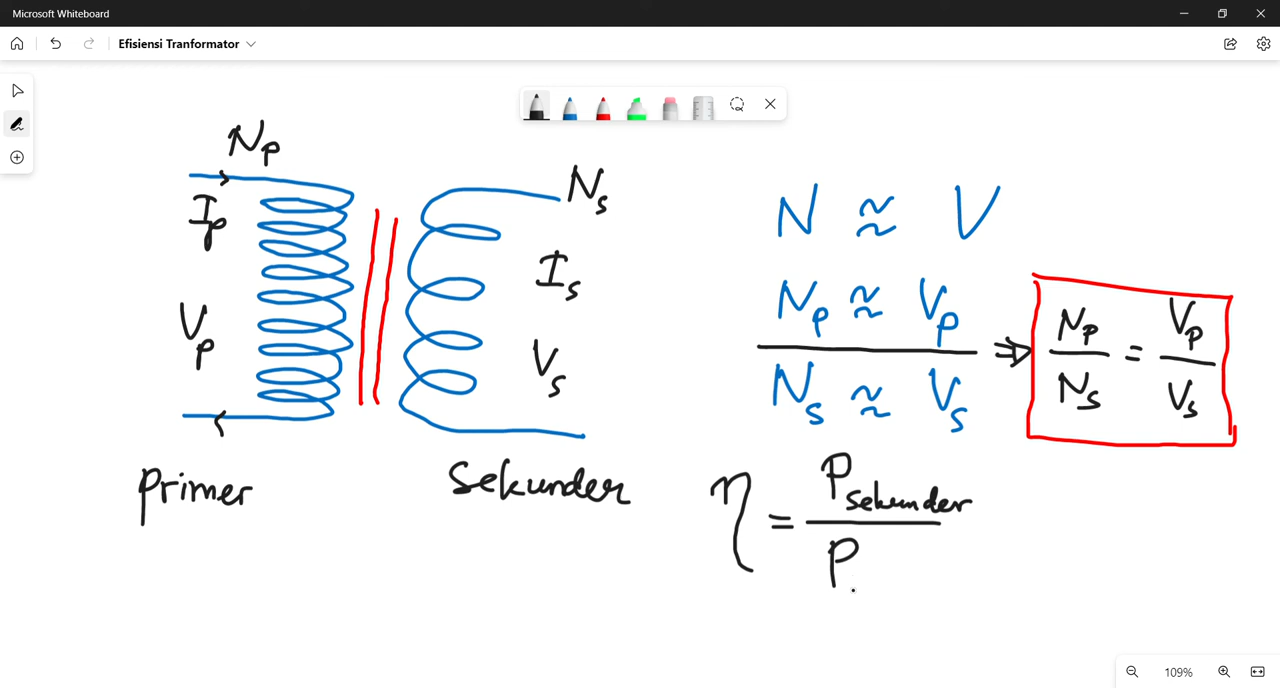 Microsoft Whiteboard
Efisiensi Tranformator
Np
Ip
Vp
Primer
Ns
Is
Vs
Sekunder
N ≈ V
Np ≈ Vp
Ns ≈ Vs
⇒ Np/Ns = Vp/Vs
η = Psekunder/P
109%